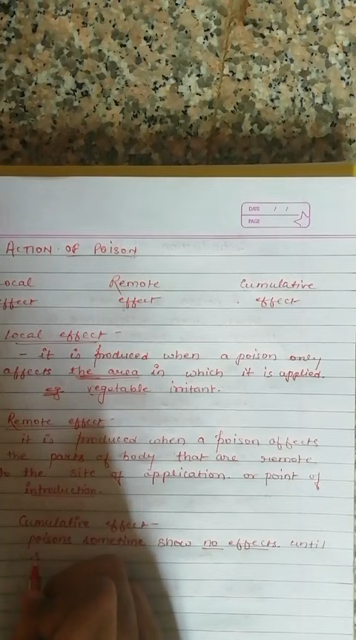 DATE / /
PAGE
ACTION OF POISON
ocal Remote Cumulative
ffect effect effect
Local effect -
- it is produced when a poison only
affects the area in which it is applied.
eg vegetable irritant.
Remote effect -
it is produced when a poison affects
the parts of body that are remote
to the site of application or point of
introduction.
Cumulative effect -
poisons sometime show no effects until